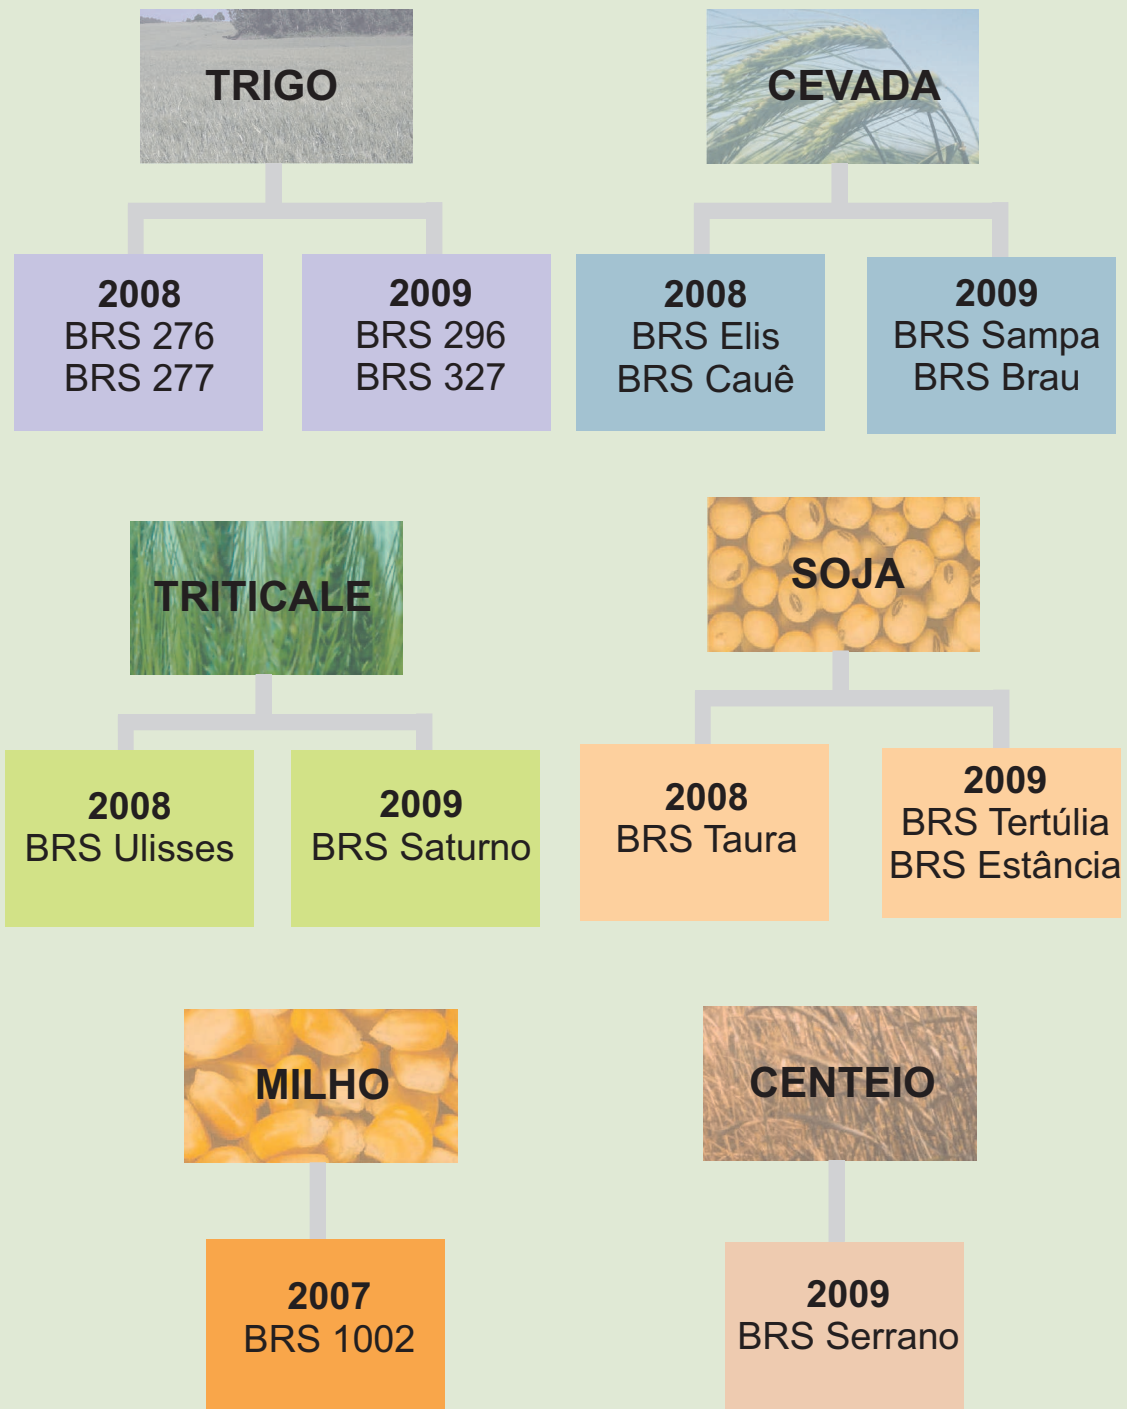 TRIGO
2008
BRS 276
BRS 277
2009
BRS 296
BRS 327
CEVADA
2008
BRS Elis
BRS Cauê
2009
BRS Sampa
BRS Brau
TRITICALE
2008
BRS Ulisses
2009
BRS Saturno
SOJA
2008
BRS Taura
2009
BRS Tertúlia
BRS Estância
MILHO
2007
BRS 1002
CENTEIO
2009
BRS Serrano